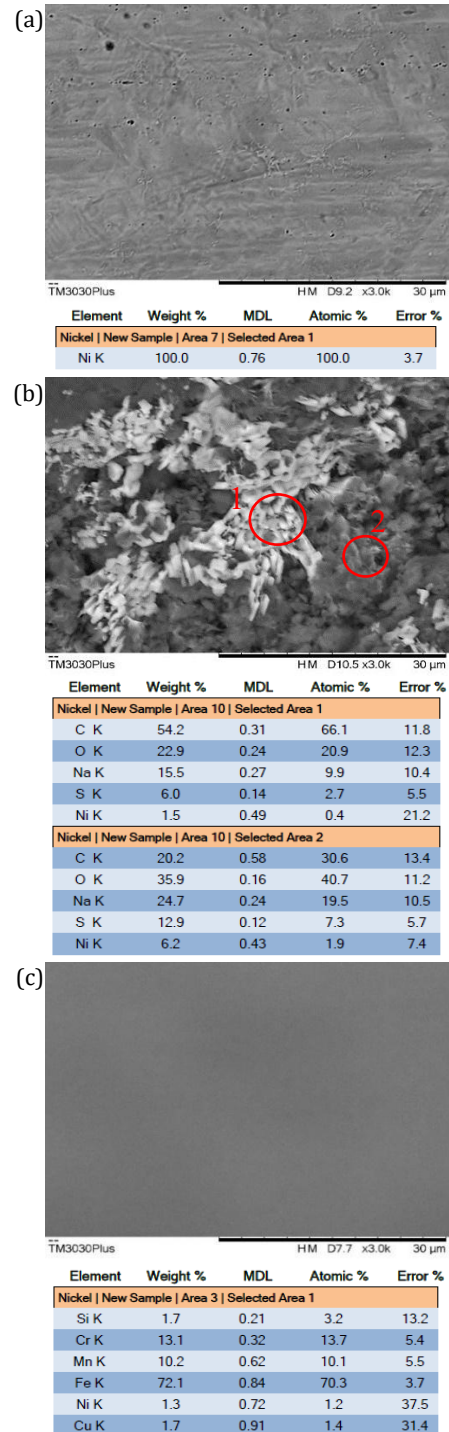 (a)
TM3030Plus HM D9.2 x3.0k 30 µm
Element Weight % MDL Atomic % Error %
Nickel | New Sample | Area 7 | Selected Area 1
Ni K 100.0 0.76 100.0 3.7
(b)
1
2
TM3030Plus HM D10.5 x3.0k 30 µm
Element Weight % MDL Atomic % Error %
Nickel | New Sample | Area 10 | Selected Area 1
C K 54.2 0.31 66.1 11.8
O K 22.9 0.24 20.9 12.3
Na K 15.5 0.27 9.9 10.4
S K 6.0 0.14 2.7 5.5
Ni K 1.5 0.49 0.4 21.2
Nickel | New Sample | Area 10 | Selected Area 2
C K 20.2 0.58 30.6 13.4
O K 35.9 0.16 40.7 11.2
Na K 24.7 0.24 19.5 10.5
S K 12.9 0.12 7.3 5.7
Ni K 6.2 0.43 1.9 7.4
(c)
TM3030Plus HM D7.7 x3.0k 30 µm
Element Weight % MDL Atomic % Error %
Nickel | New Sample | Area 3 | Selected Area 1
Si K 1.7 0.21 3.2 13.2
Cr K 13.1 0.32 13.7 5.4
Mn K 10.2 0.62 10.1 5.5
Fe K 72.1 0.84 70.3 3.7
Ni K 1.3 0.72 1.2 37.5
Cu K 1.7 0.91 1.4 31.4